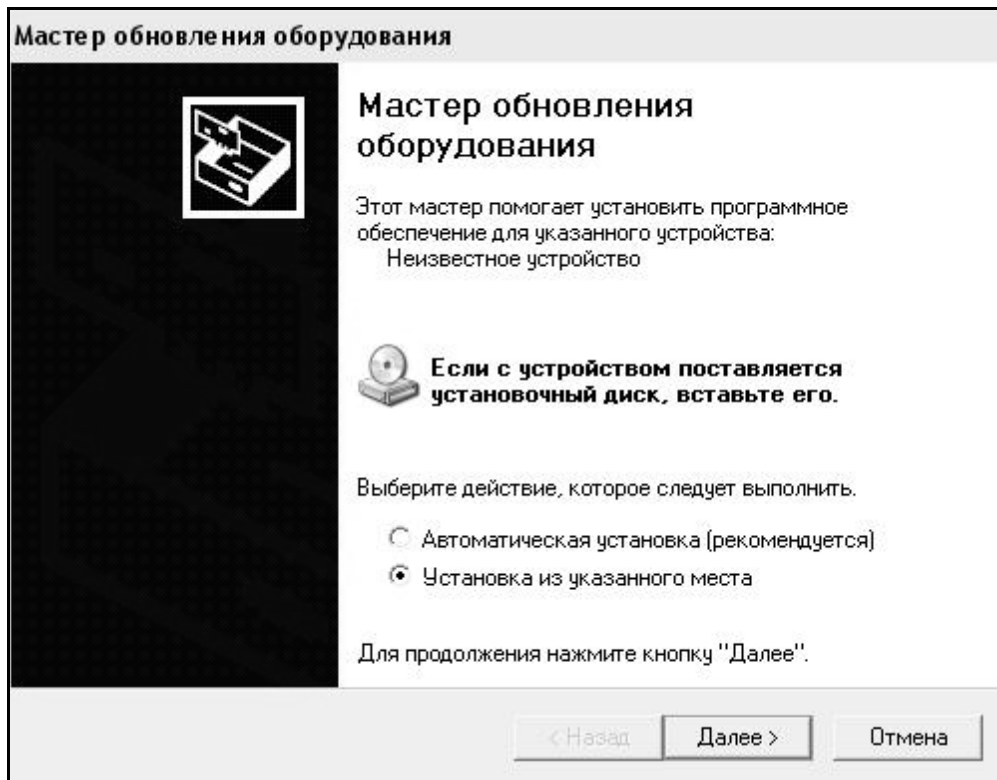 Мастер обновления оборудования
Мастер обновления
оборудования
Этот мастер помогает установить программное
обеспечение для указанного устройства:
Неизвестное устройство
Если с устройством поставляется
установочный диск, вставьте его.
Выберите действие, которое следует выполнить.
Автоматическая установка (рекомендуется)
Установка из указанного места
Для продолжения нажмите кнопку "Далее".
< Назад
Далее >
Отмена